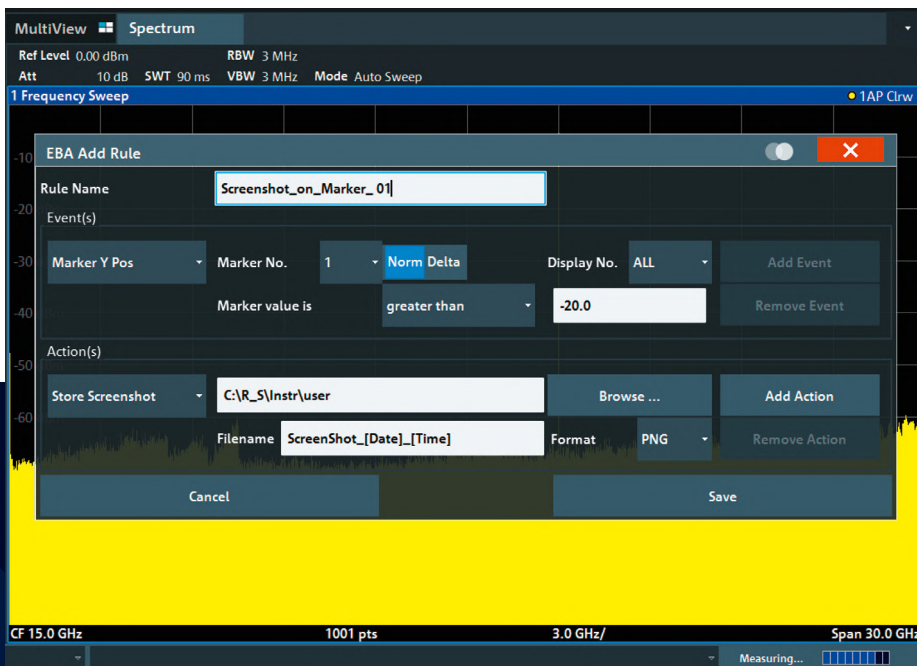 MultiView Spectrum
Ref Level 0.00 dBm RBW 3 MHz
Att 10 dB SWT 90 ms VBW 3 MHz Mode Auto Sweep
1 Frequency Sweep 1AP Clrw
-10
EBA Add Rule
Rule Name Screenshot_on_Marker_ 01
-20
Event(s)
-30
Marker Y Pos Marker No. 1 Norm Delta Display No. ALL Add Event
Marker value is greater than -20.0 Remove Event
-40
Action(s)
-50
Store Screenshot C:\R_S\Instr\user Browse ... Add Action
-60
Filename ScreenShot_[Date]_[Time] Format PNG Remove Action
Cancel Save
CF 15.0 GHz 1001 pts 3.0 GHz/ Span 30.0 GHz
Measuring...